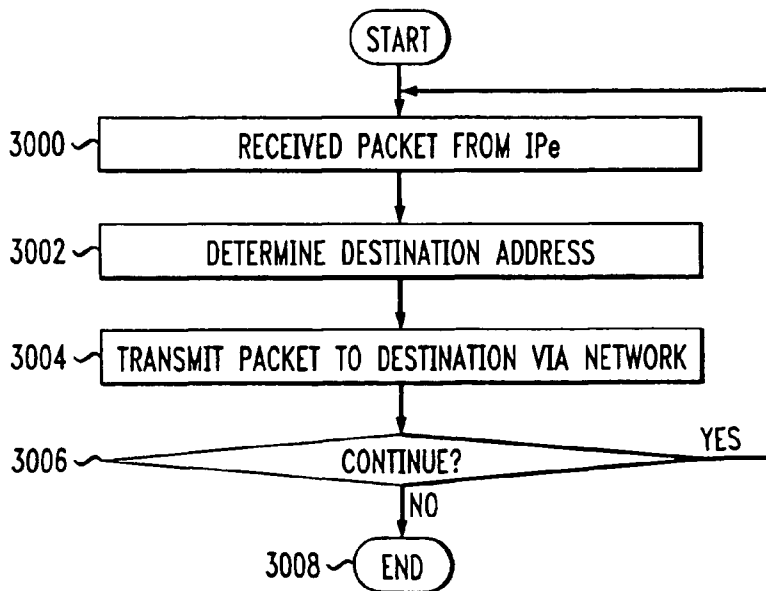 START
3000 RECEIVED PACKET FROM IPe
3002 DETERMINE DESTINATION ADDRESS
3004 TRANSMIT PACKET TO DESTINATION VIA NETWORK
3006 CONTINUE? YES
NO
3008 END